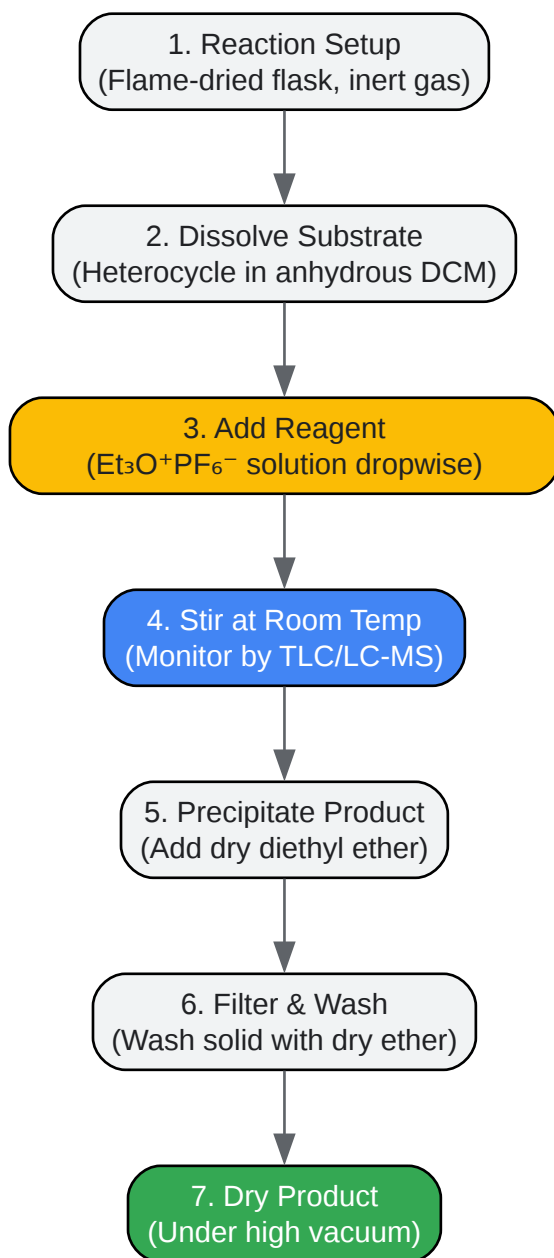 1. Reaction Setup
(Flame-dried flask, inert gas)
2. Dissolve Substrate
(Heterocycle in anhydrous DCM)
3. Add Reagent
(Et₃O⁺PF₆⁻ solution dropwise)
4. Stir at Room Temp
(Monitor by TLC/LC-MS)
5. Precipitate Product
(Add dry diethyl ether)
6. Filter & Wash
(Wash solid with dry ether)
7. Dry Product
(Under high vacuum)